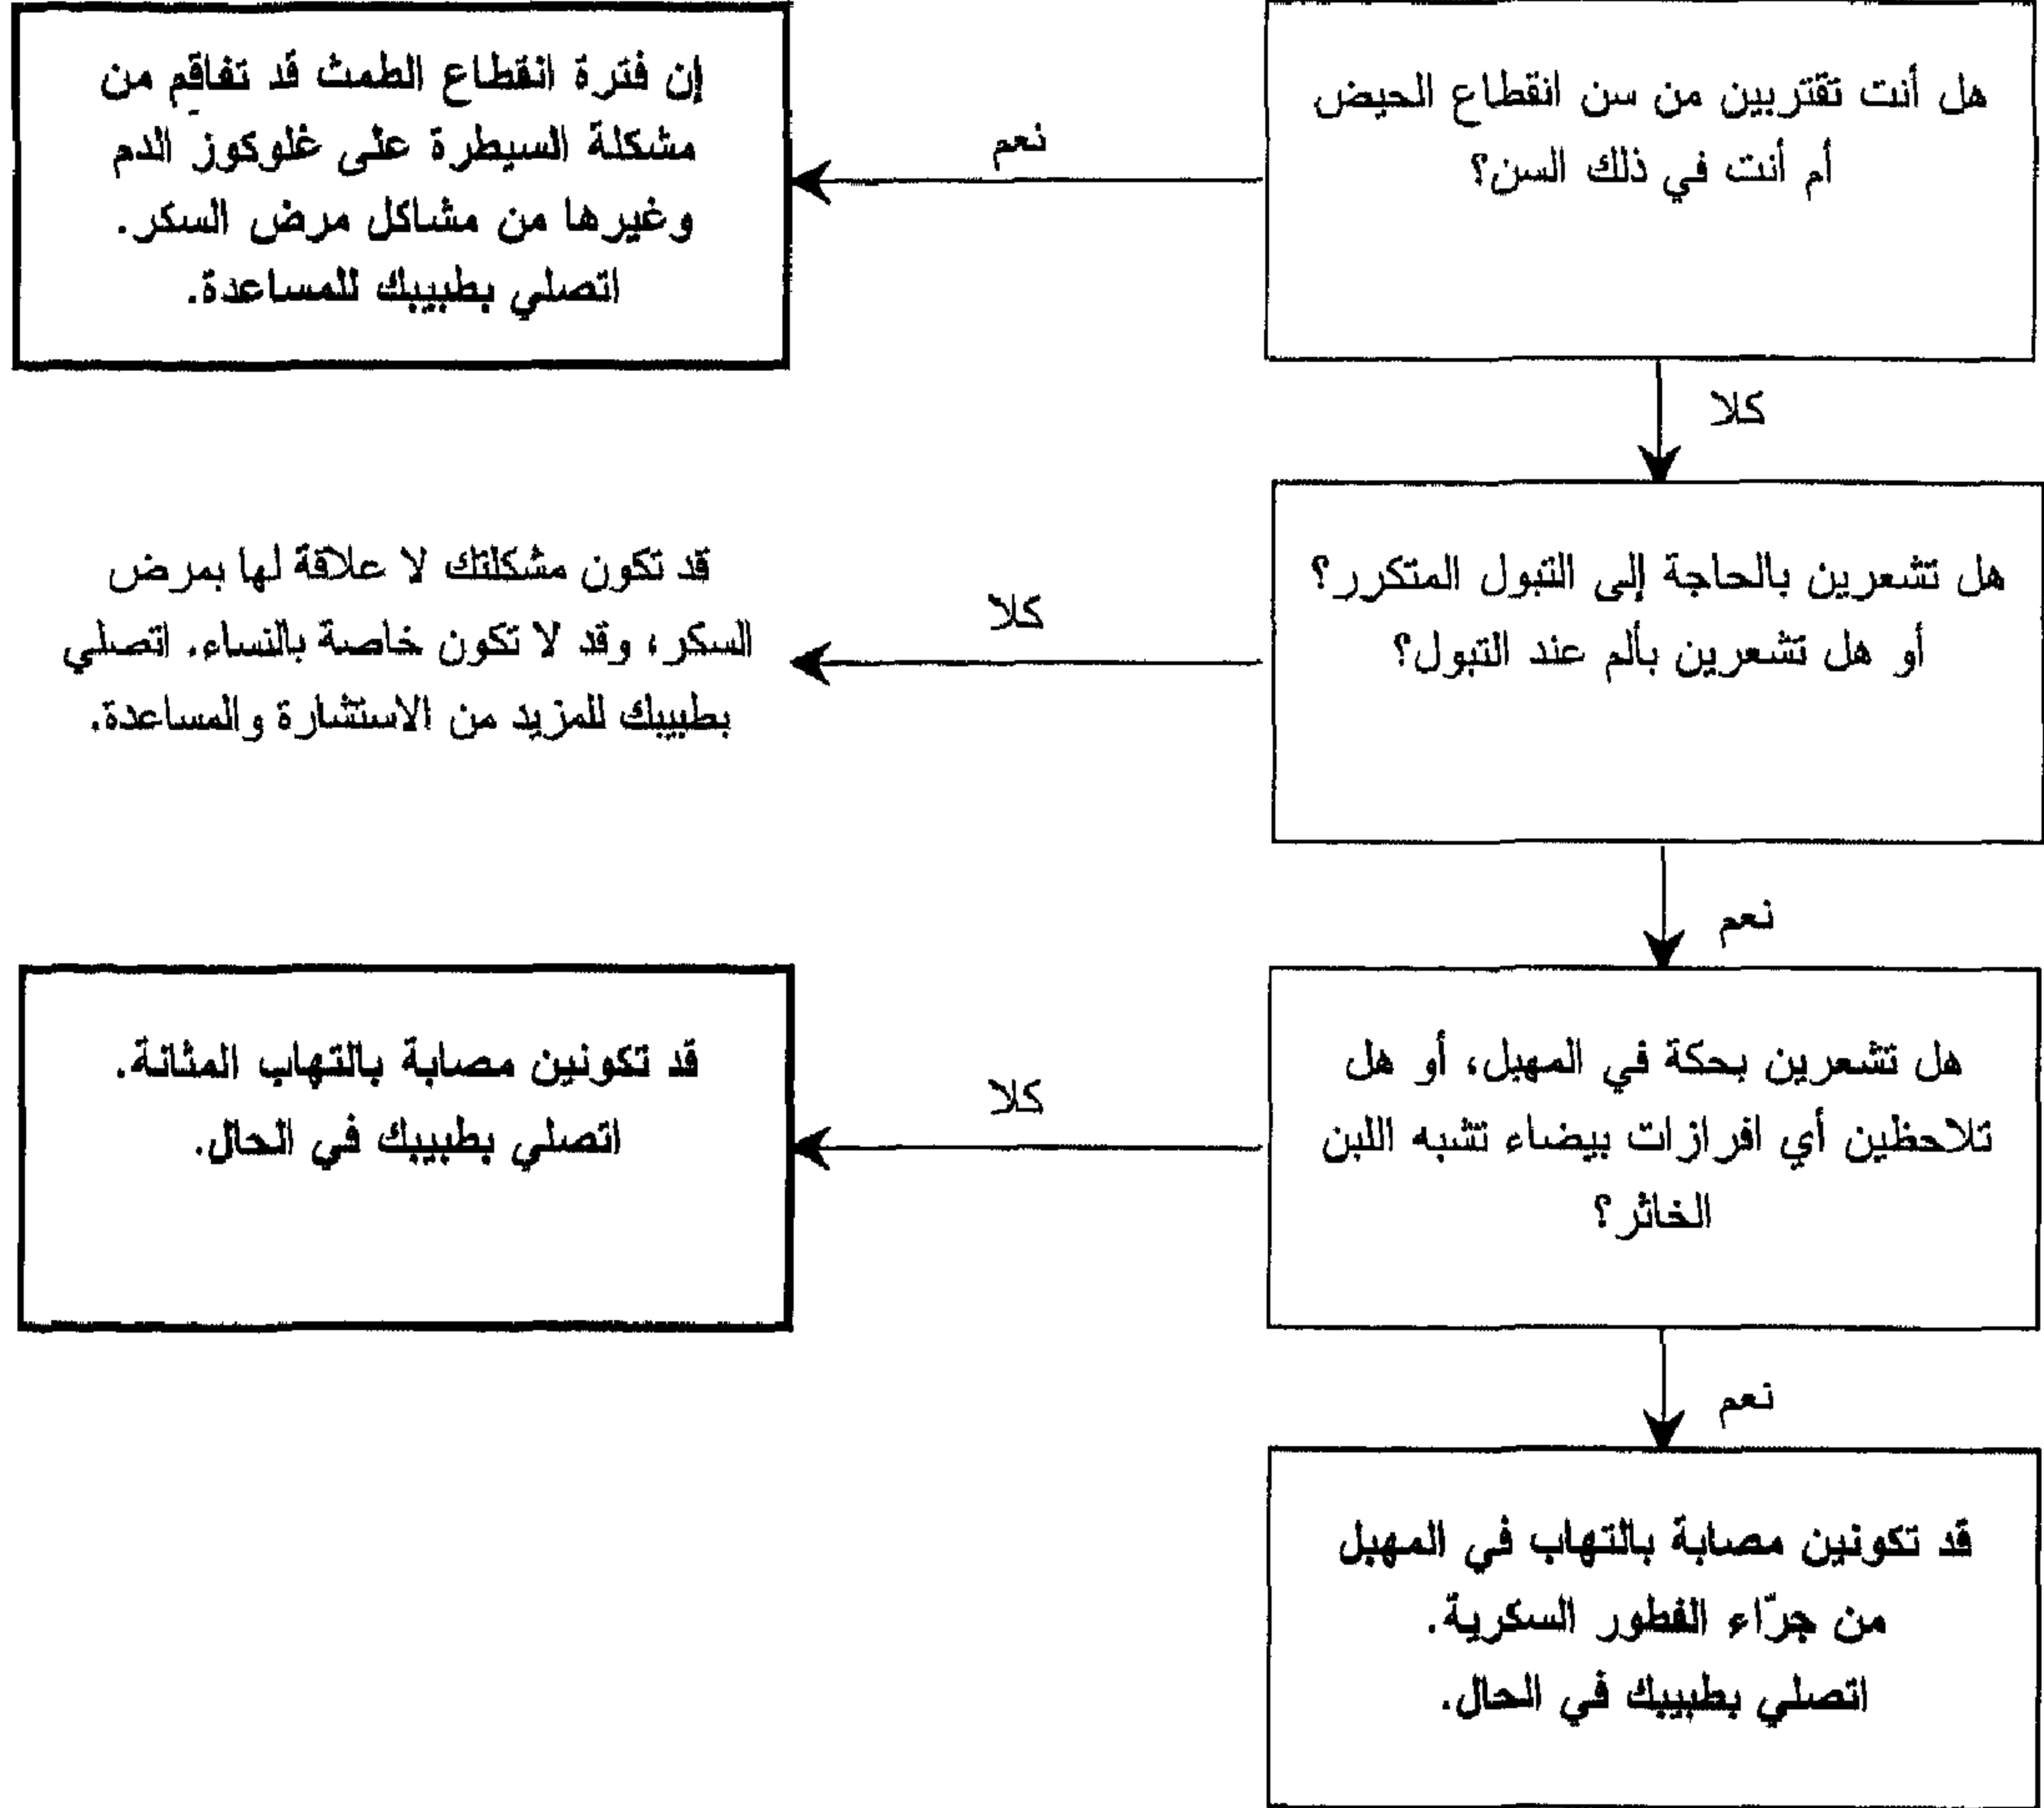 هل أنت تقتربين من سن انقطاع الحيض
أم أنت في ذلك السن؟
نعم
إن فترة انقطاع الطمث قد تفاقِم من
مشكلة السيطرة على غلوكوز الدم
وغيرها من مشاكل مرض السكر.
اتصلي بطبيبك للمساعدة.
كلا
هل تشعرين بالحاجة إلى التبول المتكرر؟
أو هل تشعرين بألم عند التبول؟
كلا
قد تكون مشكلتك لا علاقة لها بمرض
السكر، وقد لا تكون خاصة بالنساء. اتصلي
بطبيبك للمزيد من الاستشارة والمساعدة.
نعم
هل تشعرين بحكة في المهبل، أو هل
تلاحظين أي افرازات بيضاء تشبه اللبن
الخاثر؟
كلا
قد تكونين مصابة بالتهاب المثانة.
اتصلي بطبيبك في الحال.
نعم
قد تكونين مصابة بالتهاب في المهبل
من جرّاء الفطور السكرية.
اتصلي بطبيبك في الحال.